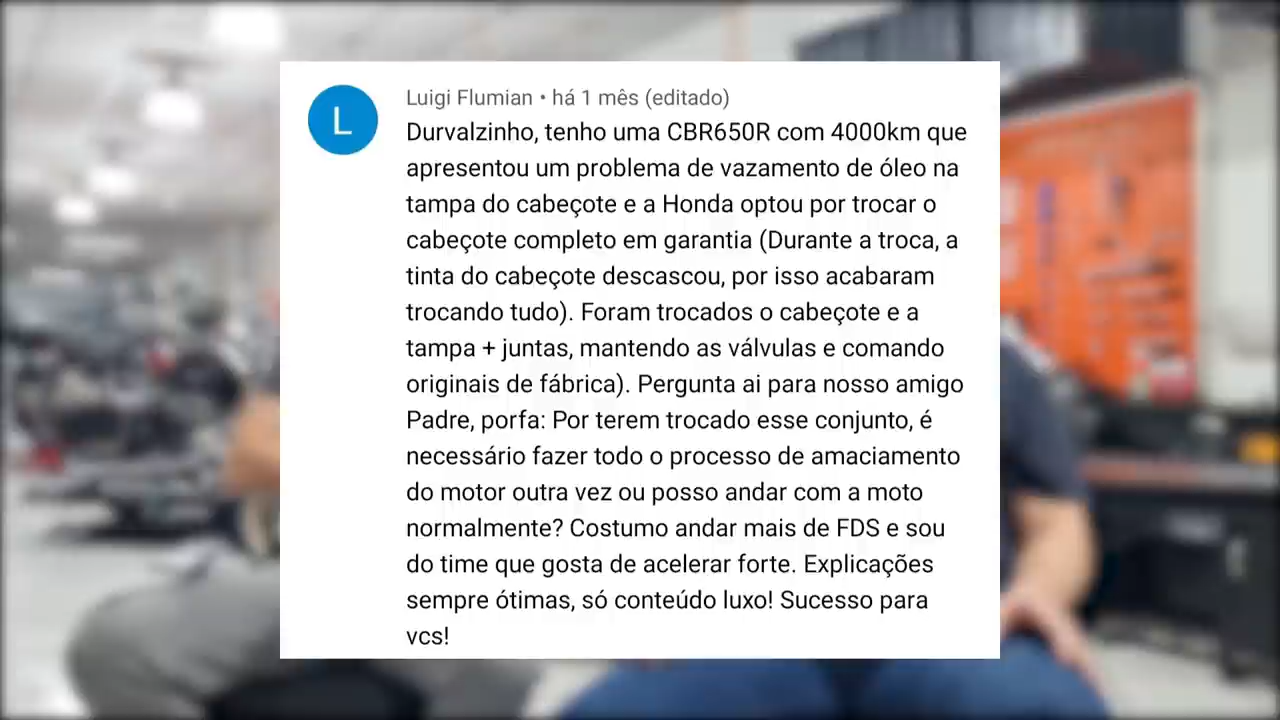 L
Luigi Flumian • há 1 mês (editado)
Durvalzinho, tenho uma CBR650R com 4000km que
apresentou um problema de vazamento de óleo na
tampa do cabeçote e a Honda optou por trocar o
cabeçote completo em garantia (Durante a troca, a
tinta do cabeçote descascou, por isso acabaram
trocando tudo). Foram trocados o cabeçote e a
tampa + juntas, mantendo as válvulas e comando
originais de fábrica). Pergunta ai para nosso amigo
Padre, porfa: Por terem trocado esse conjunto, é
necessário fazer todo o processo de amaciamento
do motor outra vez ou posso andar com a moto
normalmente? Costumo andar mais de FDS e sou
do time que gosta de acelerar forte. Explicações
sempre ótimas, só conteúdo luxo! Sucesso para
vcs!